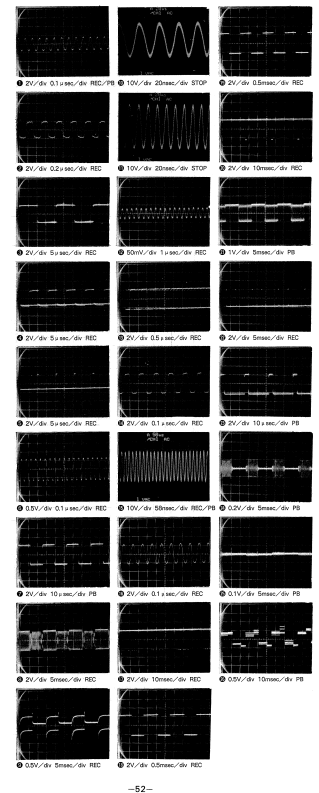 ❶ 2V/div 0.1μsec/div REC/PB
❿ 10V/div 20nsec/div STOP
⓳ 2V/div 0.5msec/div REC
❷ 2V/div 0.2μsec/div REC
⓫ 10V/div 20nsec/div STOP
⓴ 2V/div 10msec/div REC
❸ 2V/div 5μsec/div REC
⓬ 50mV/div 1μsec/div REC
㉑ 1V/div 5msec/div PB
❹ 2V/div 5μsec/div REC
⓭ 2V/div 0.5μsec/div REC
㉒ 2V/div 5msec/div REC
❺ 2V/div 5μsec/div REC
⓮ 2V/div 0.1μsec/div REC
㉓ 2V/div 10μsec/div PB
❻ 0.5V/div 0.1μsec/div REC
⓯ 10V/div 58nsec/div REC/PB
㉔ 0.2V/div 5msec/div PB
❼ 2V/div 10μsec/div PB
⓰ 2V/div 0.1μsec/div REC
㉕ 0.1V/div 5msec/div PB
❽ 2V/div 5msec/div REC
⓱ 2V/div 10msec/div REC
㉖ 0.5V/div 10msec/div PB
❾ 0.5V/div 5msec/div REC
⓲ 2V/div 0.5msec/div REC
—52—